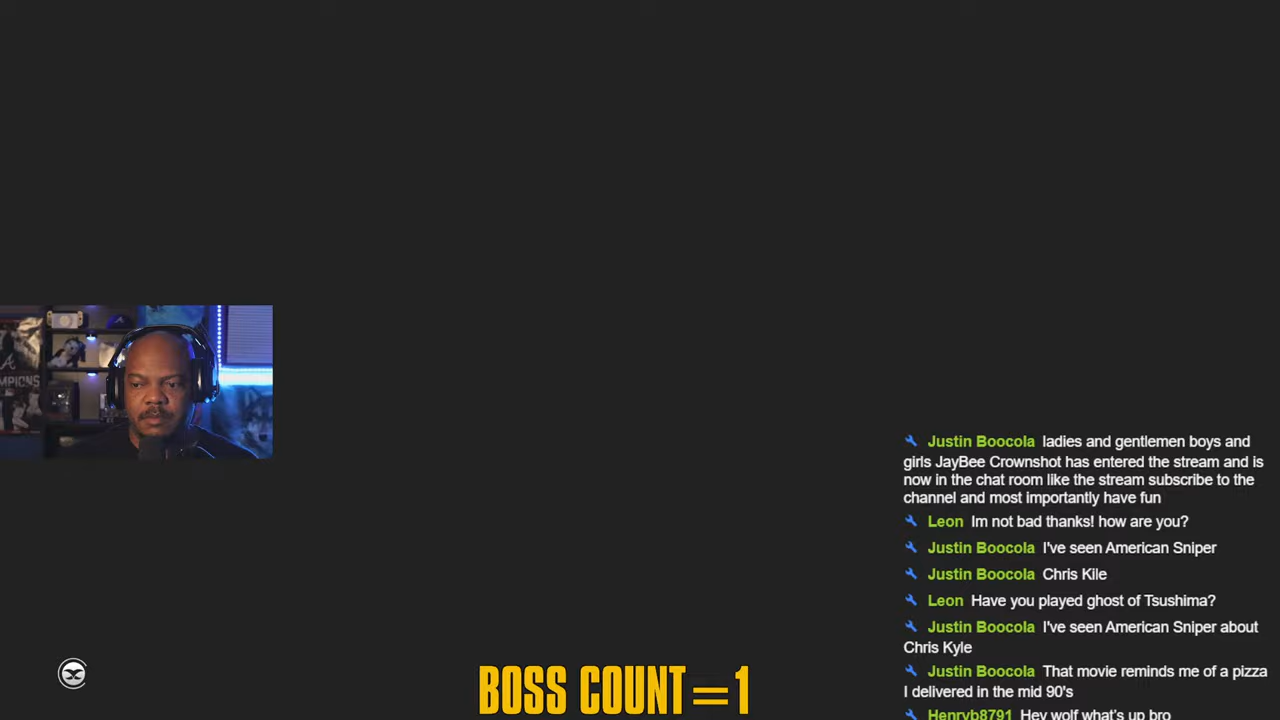 A
MPIONS
Justin Boocola ladies and gentlemen boys and
girls JayBee Crownshot has entered the stream and is
now in the chat room like the stream subscribe to the
channel and most importantly have fun
Leon Im not bad thanks! how are you?
Justin Boocola I've seen American Sniper
Justin Boocola Chris Kile
Leon Have you played ghost of Tsushima?
Justin Boocola I've seen American Sniper about
Chris Kyle
Justin Boocola That movie reminds me of a pizza
I delivered in the mid 90's
Henryb8791 Hey wolf what's up bro
BOSS COUNT=1